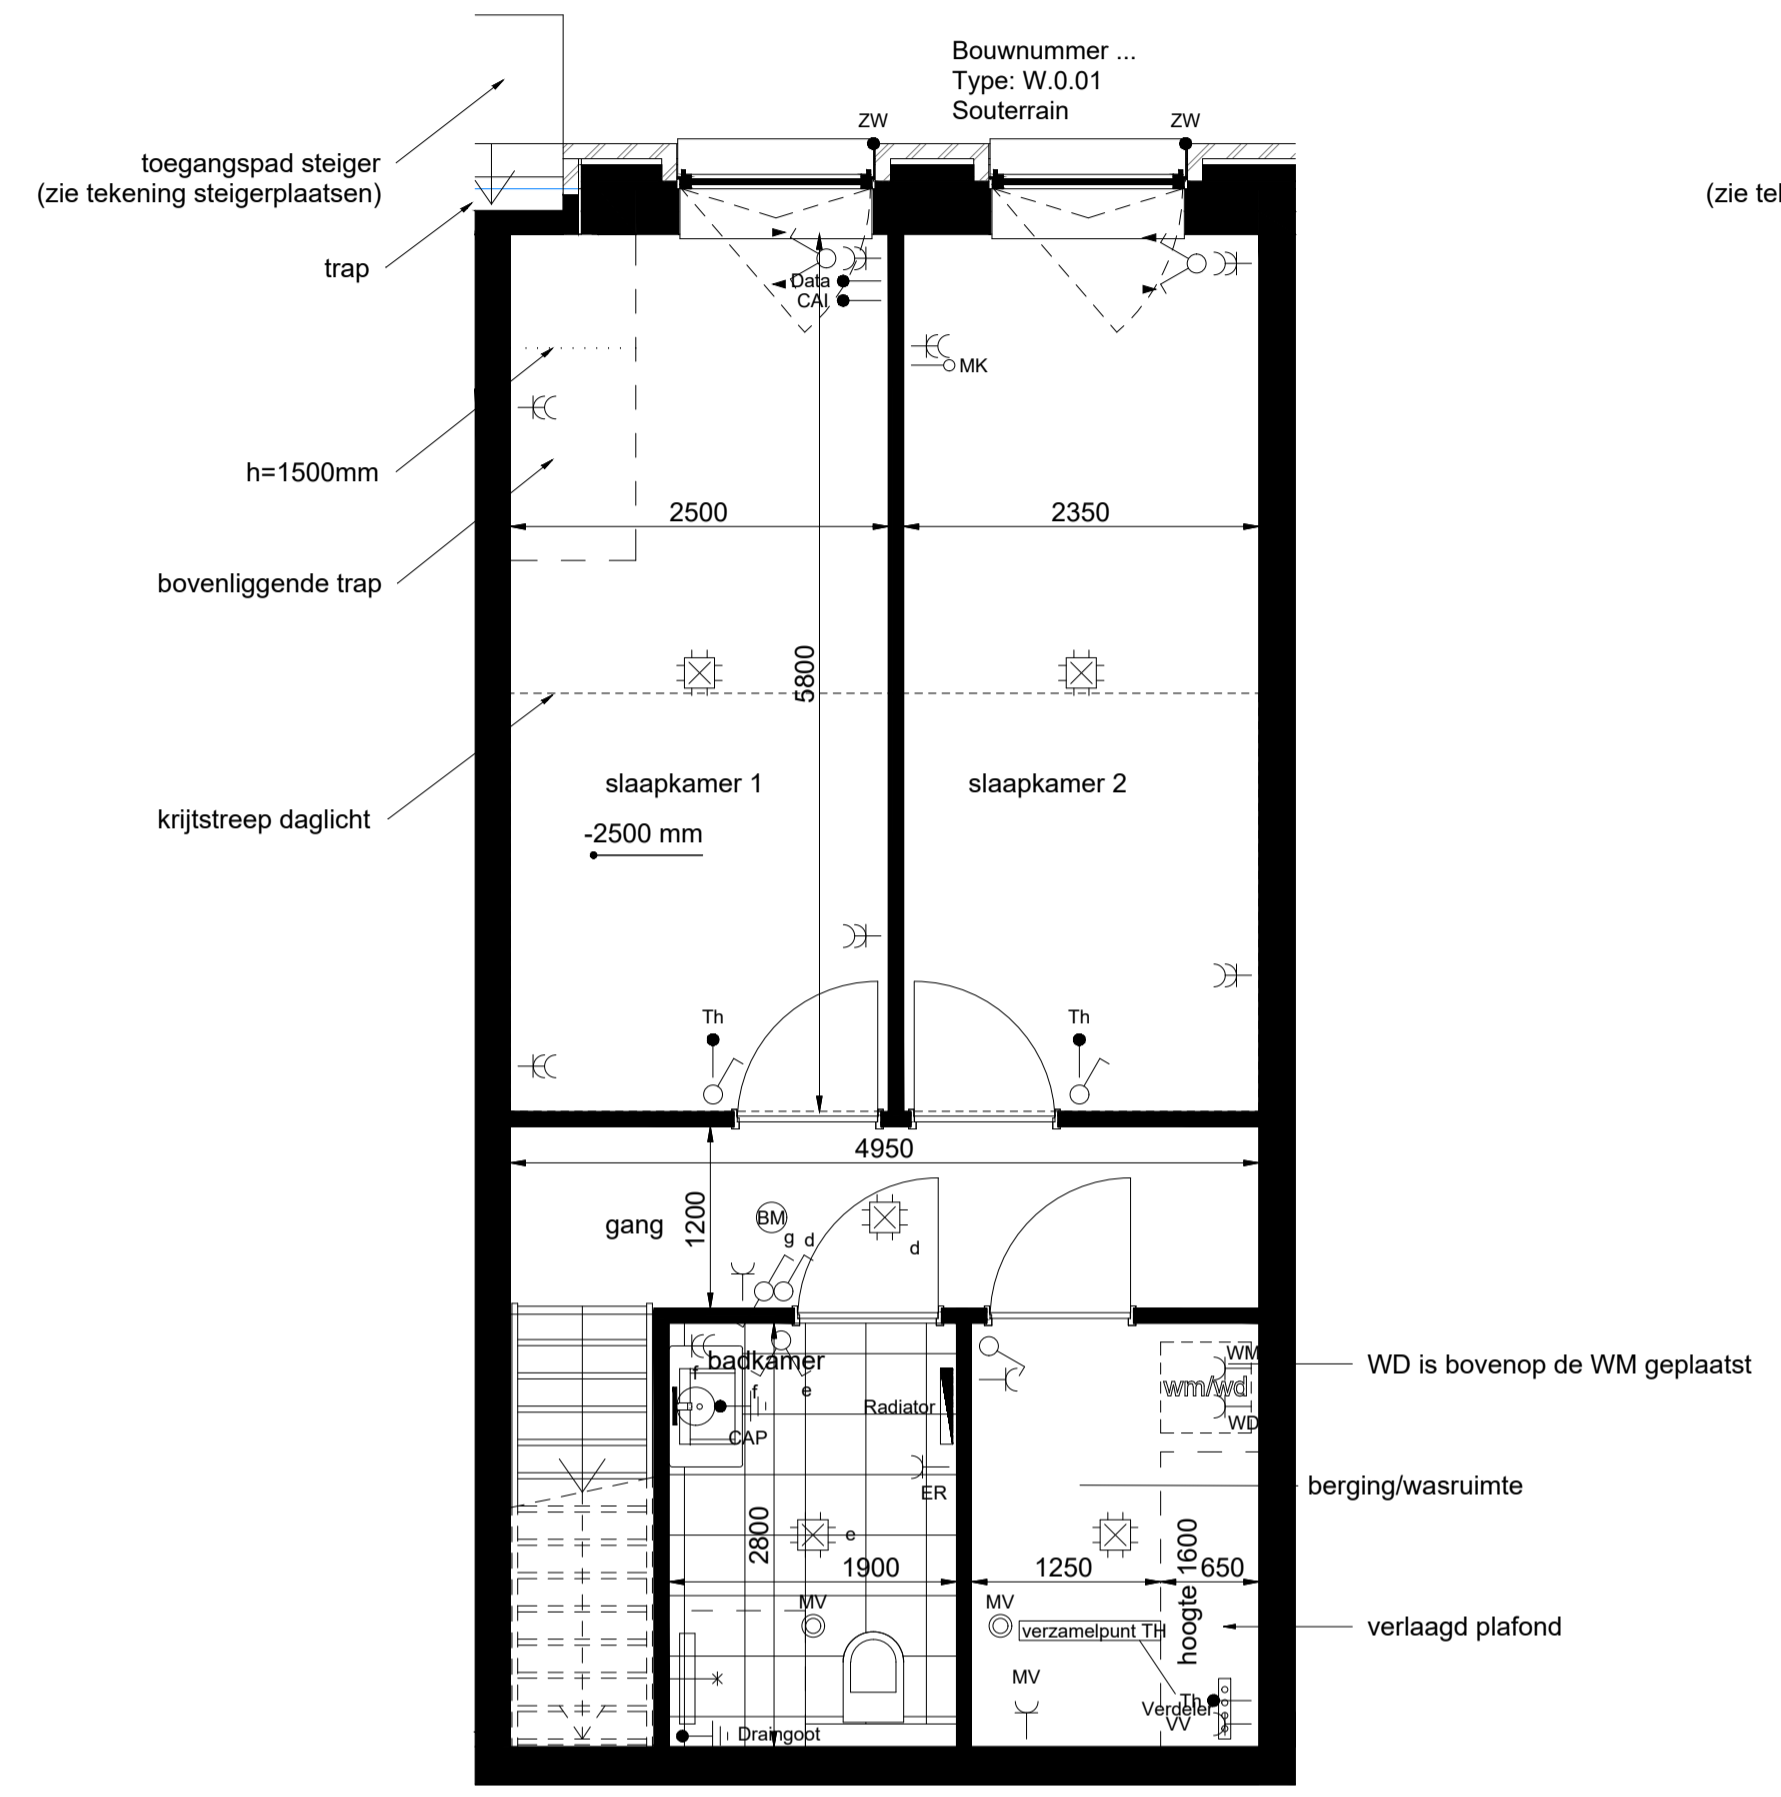 Bouwnummer ...
Type: W.0.01
Souterrain
ZW
ZW
toegangspad steiger
(zie tekening steigerplaatsen)
trap
Data
CAI
MK
h=1500mm
2500
2350
bovenliggende trap
5800
slaapkamer 1
slaapkamer 2
krijtstreep daglicht
-2500 mm
Th
Th
4950
gang
1200
BM
g
d
d
badkamer
f
f
e
CAP
Radiator
ER
WM
wm/wd
WD
WD is bovenop de WM geplaatst
berging/wasruimte
2800
e
1900
1250
650
hoogte 1600
MV
MV
verzamelpunt TH
verlaagd plafond
MV
Th
Verdeler
VV
Draingoot